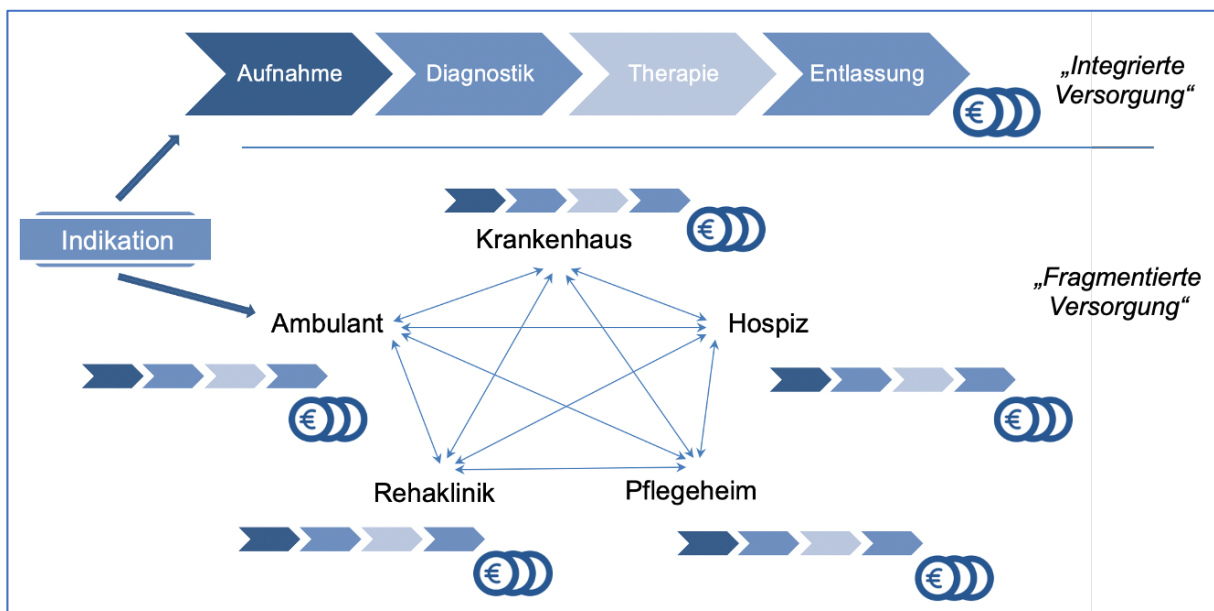 Aufnahme
Diagnostik
Therapie
Entlassung
€
„Integrierte
Versorgung“
Indikation
€
Krankenhaus
„Fragmentierte
Versorgung“
Ambulant
Hospiz
€
€
Rehaklinik
Pflegeheim
€
€